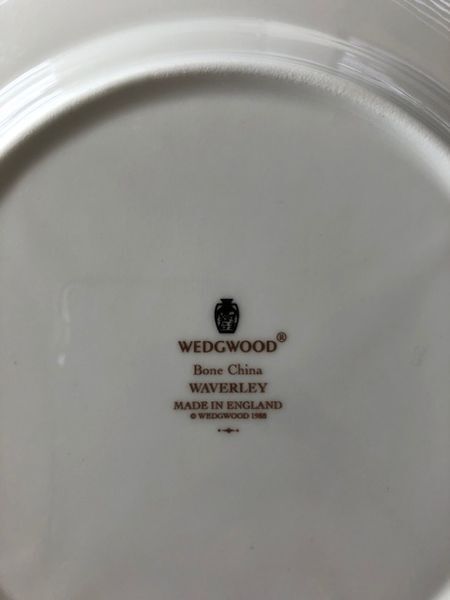 WEDGWOOD®
Bone China
WAVERLEY
MADE IN ENGLAND
© WEDGWOOD 1988